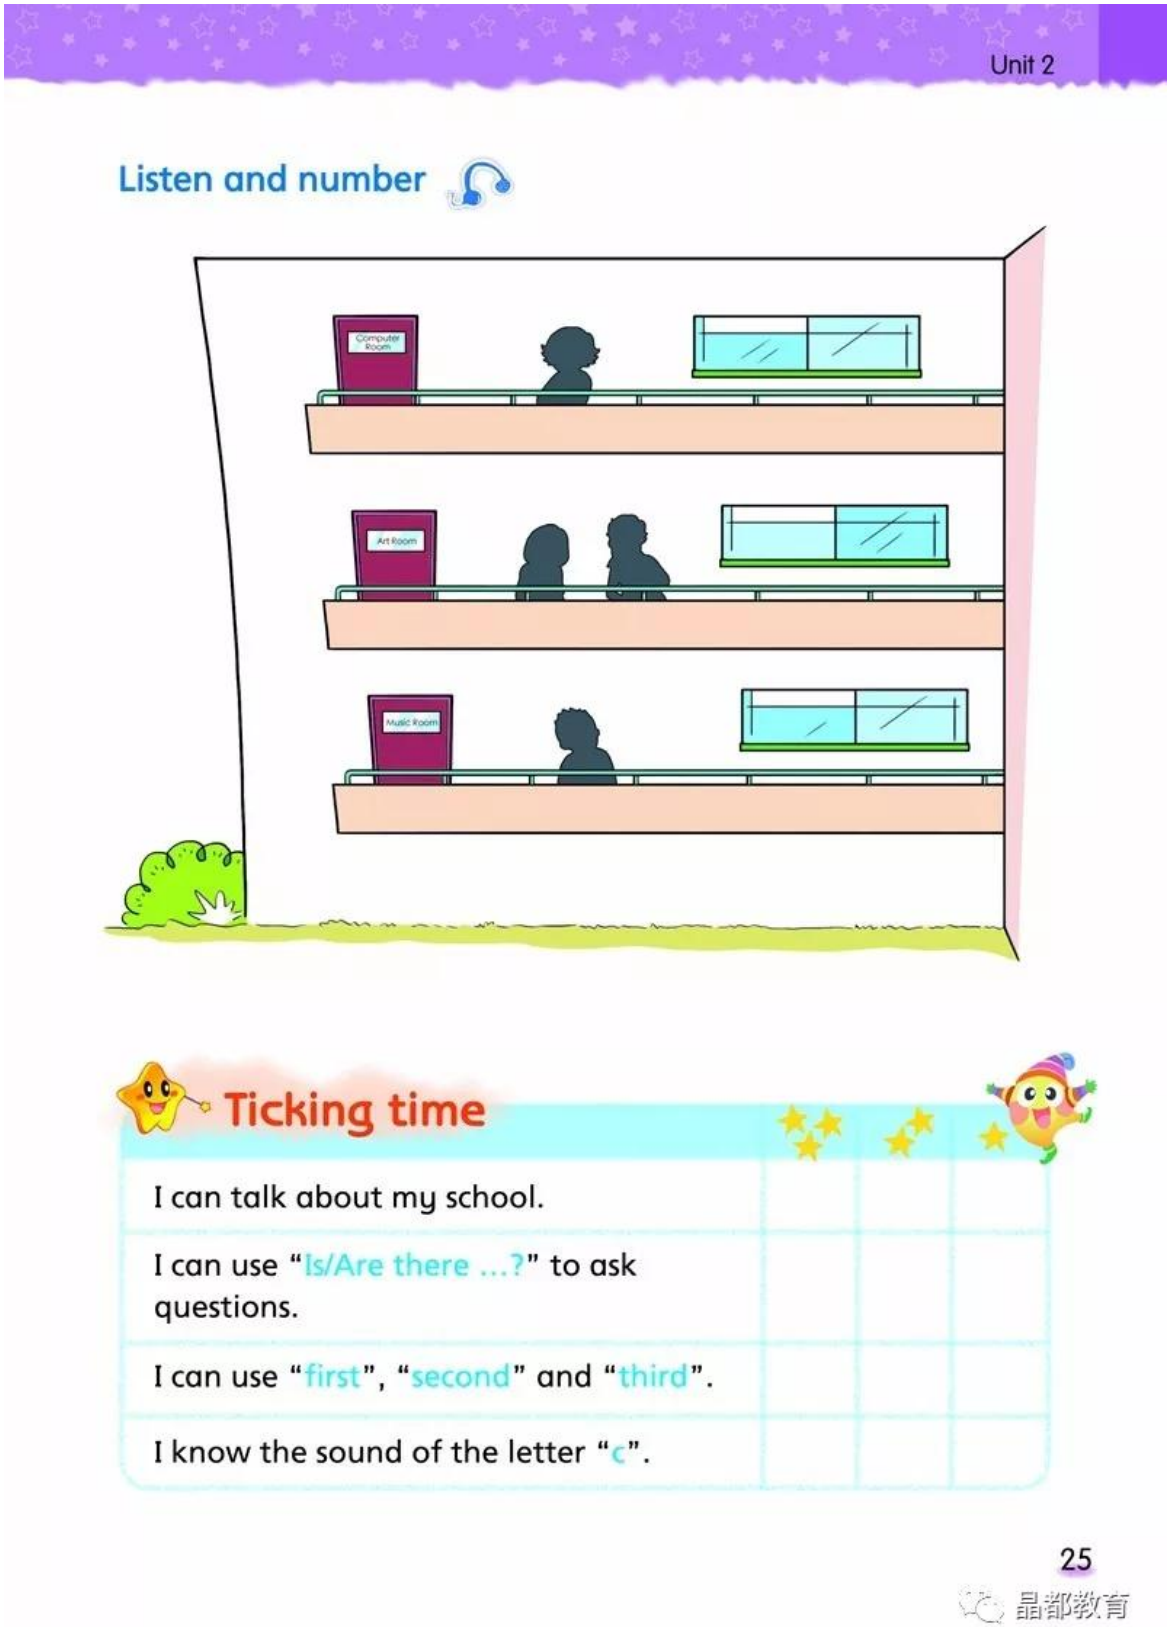 Unit 2
Listen and number
Computer
Room
Art Room
Music Room
Ticking time
I can talk about my school.
I can use “Is/Are there ...?” to ask
questions.
I can use “first”, “second” and “third”.
I know the sound of the letter “c”.
25
晶都教育